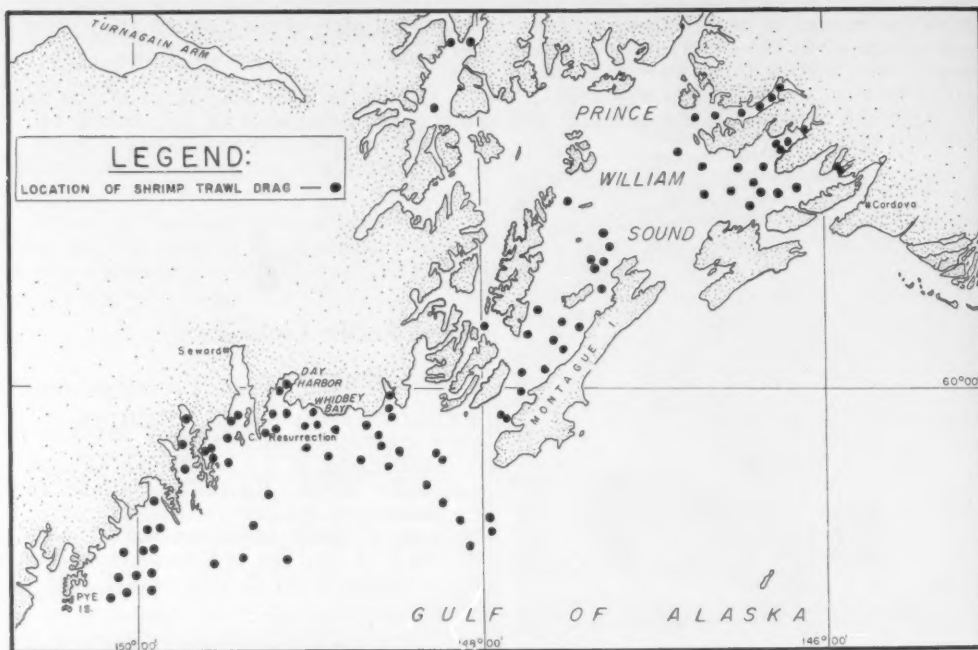 TURNAGAIN ARM
LEGEND:
LOCATION OF SHRIMP TRAWL DRAG —
PRINCE
WILLIAM
SOUND
Cordova
MONTAGUE I.
Seward
DAY
HARBOR
WHIDBEY
BAY
C. Resurrection
60°00'
PYE
IS.
GULF OF ALASKA
150°00'
148°00'
146°00'